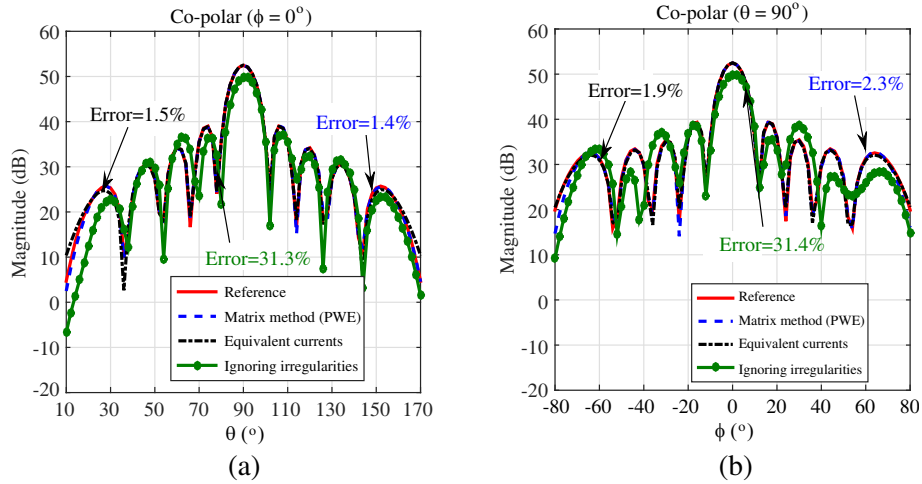 Co-polar (ϕ = 0°)
60
50
40
30
20
10
0
-10
-20
20
Magnitude (dB)
Error=1.5%
Error=1.4%
Error=31.3%
Reference
Matrix method (PWE)
Equivalent currents
Ignoring irregularities
10 30 50 70 90 110 130 150 170
θ (°)
(a)
Co-polar (θ = 90°)
60
50
40
30
20
10
0
-10
20
Magnitude (dB)
Error=1.9%
Error=2.3%
Error=31.4%
Reference
Matrix method (PWE)
Equivalent currents
Ignoring irregularities
-80 -60 -40 -20 0 20 40 60 80
ϕ (°)
(b)